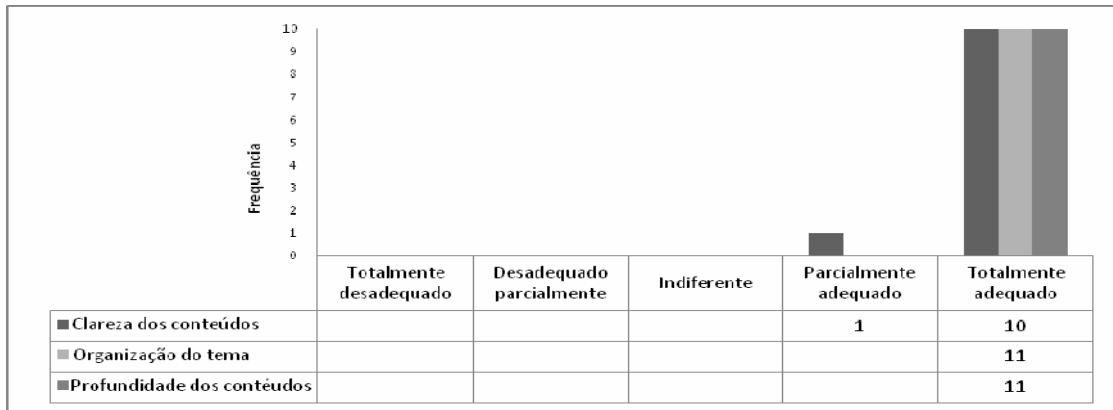 10
9
8
7
6
5
4
3
2
1
0
Frequência
Totalmente desadequado
Desadequado parcialmente
Indiferente
Parcialmente adequado
Totalmente adequado
Clareza dos conteúdos 1 10
Organização do tema 11
Profundidade dos contéudos 11